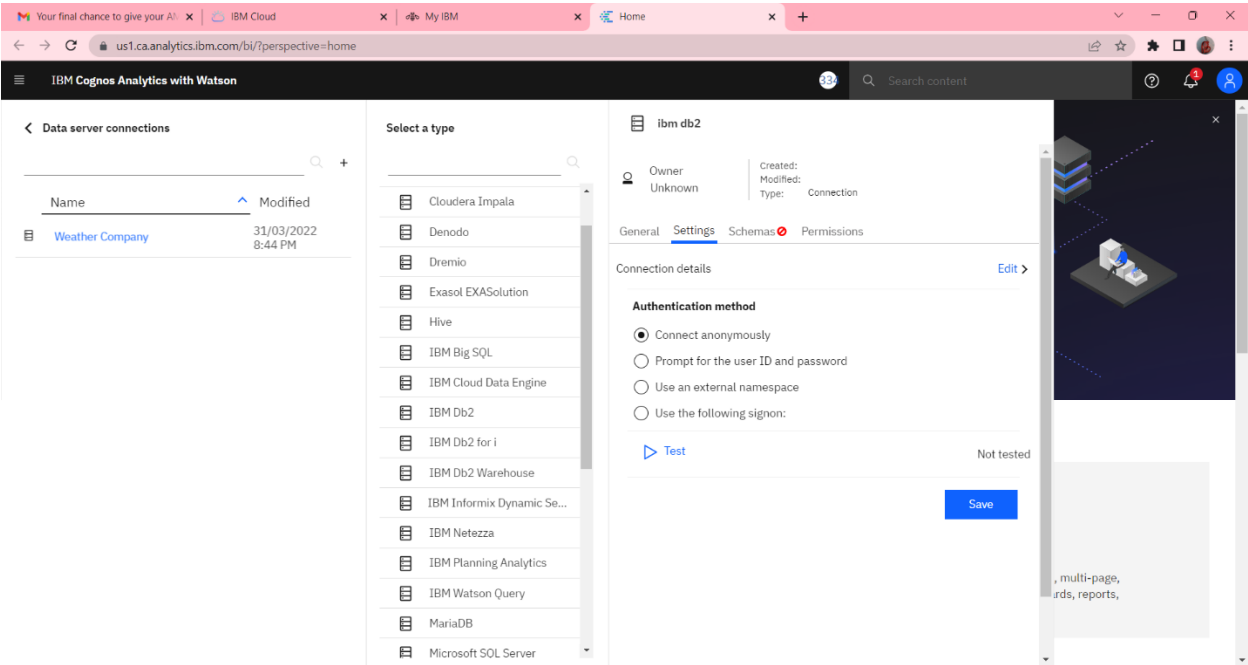 Your final chance to give your AW
IBM Cloud
My IBM
Home
us1.ca.analytics.ibm.com/bi/?perspective=home
IBM Cognos Analytics with Watson
334
Search content
1
Data server connections
Name
Modified
Weather Company
31/03/2022
8:44 PM
Select a type
Cloudera Impala
Denodo
Dremio
Exasol EXASolution
Hive
IBM Big SQL
IBM Cloud Data Engine
IBM Db2
IBM Db2 for i
IBM Db2 Warehouse
IBM Informix Dynamic Se...
IBM Netezza
IBM Planning Analytics
IBM Watson Query
MariaDB
Microsoft SQL Server
ibm db2
Owner
Unknown
Created:
Modified:
Type: Connection
General Settings Schemas Permissions
Connection details
Edit
Authentication method
Connect anonymously
Prompt for the user ID and password
Use an external namespace
Use the following signon:
Test
Not tested
Save
, multi-page,
ards, reports,